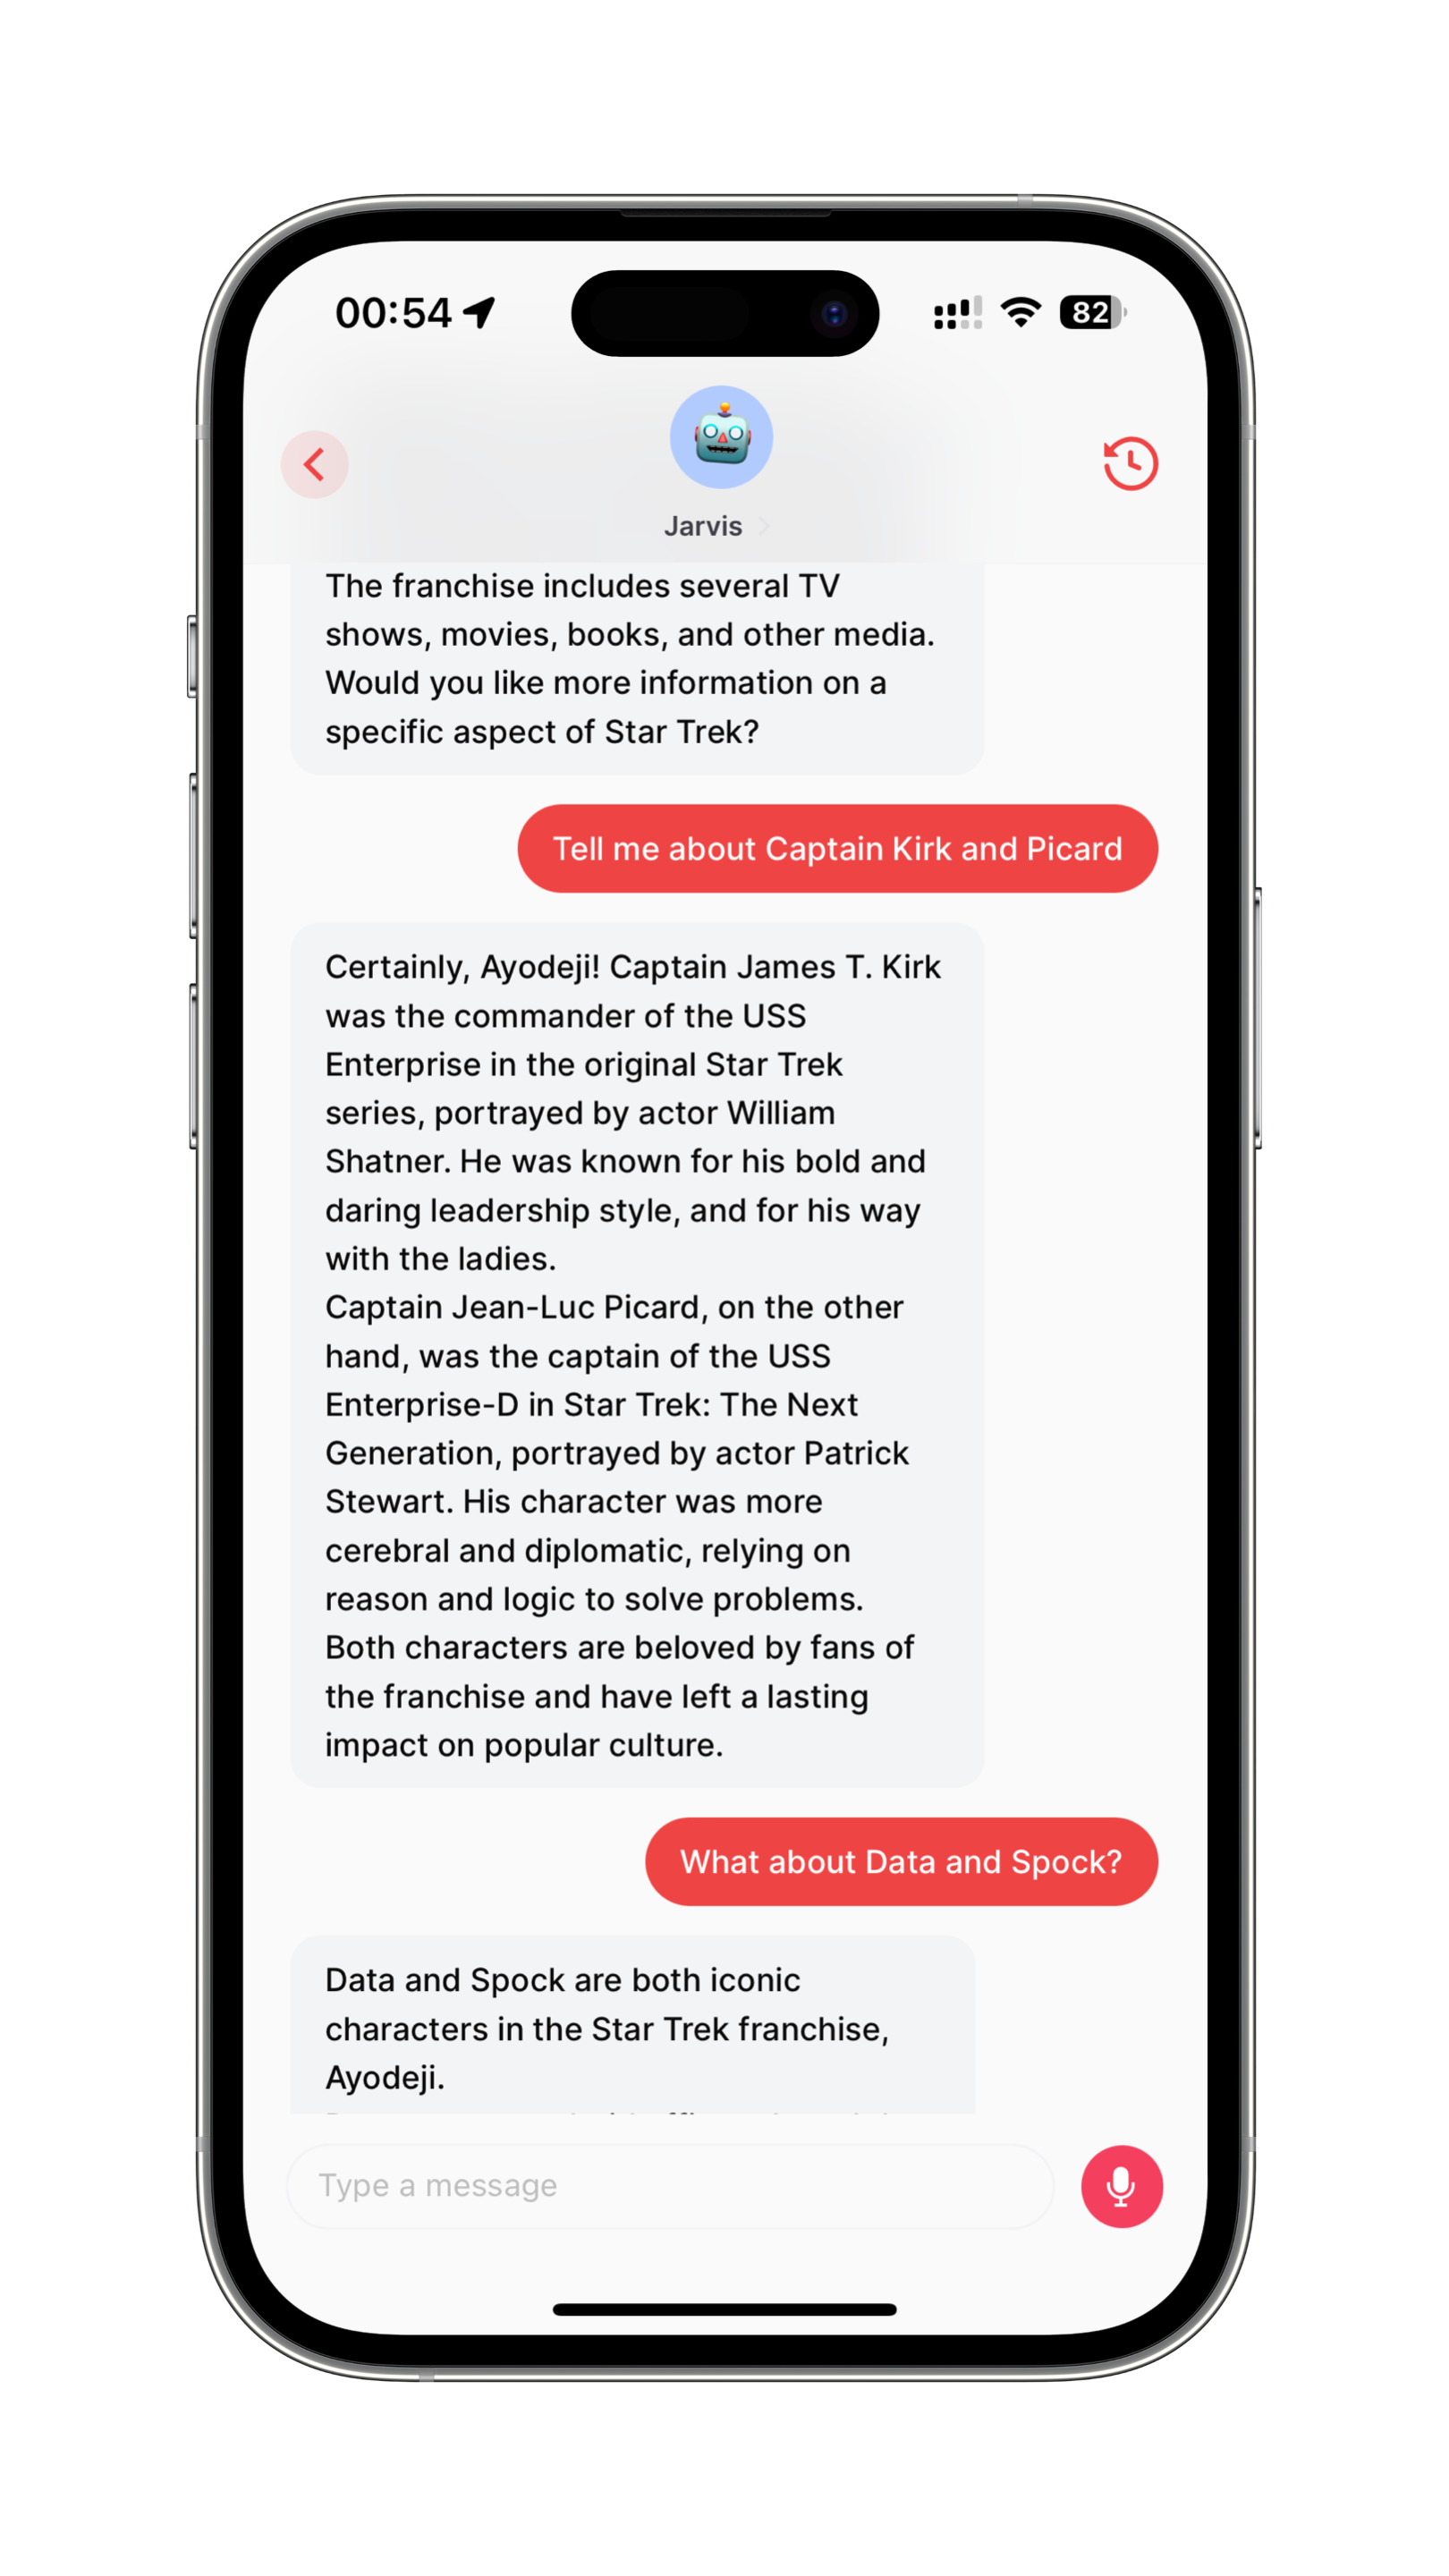 00:54
82
Jarvis
The franchise includes several TV
shows, movies, books, and other media.
Would you like more information on a
specific aspect of Star Trek?
Tell me about Captain Kirk and Picard
Certainly, Ayodeji! Captain James T. Kirk
was the commander of the USS
Enterprise in the original Star Trek
series, portrayed by actor William
Shatner. He was known for his bold and
daring leadership style, and for his way
with the ladies.
Captain Jean-Luc Picard, on the other
hand, was the captain of the USS
Enterprise-D in Star Trek: The Next
Generation, portrayed by actor Patrick
Stewart. His character was more
cerebral and diplomatic, relying on
reason and logic to solve problems.
Both characters are beloved by fans of
the franchise and have left a lasting
impact on popular culture.
What about Data and Spock?
Data and Spock are both iconic
characters in the Star Trek franchise,
Ayodeji.
Type a message